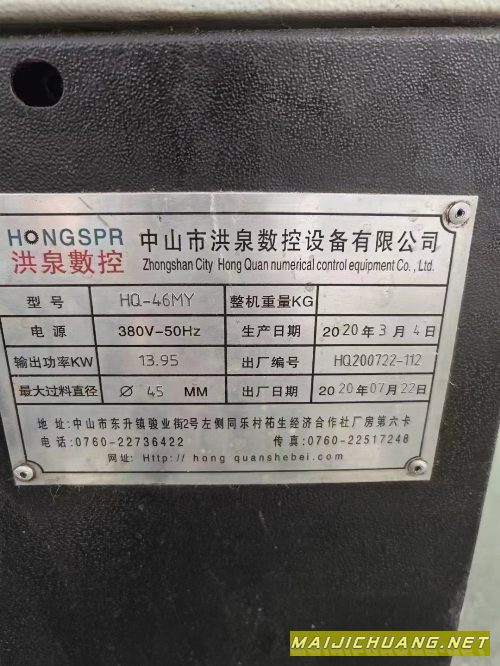 HONGSPR
洪泉數控
中山市洪泉数控设备有限公司
Zhongshan City Hong Quan numerical control equipment Co., Ltd.
型号 HQ-46MY 整机重量KG
电源 380V-50Hz 生产日期 2020年3月4日
输出功率KW 13.95 出厂编号 HQ200722-112
最大过料直径 Ø 45 MM 出厂日期 2020年07月22日
地址:中山市东升镇骏业街2号左侧同乐村祐生经济合作社厂房第六卡
电话:0760-22736422 传真:0760-22517248
网址: Http:// hong quanshebei.com
MAIJICHUANG.NET